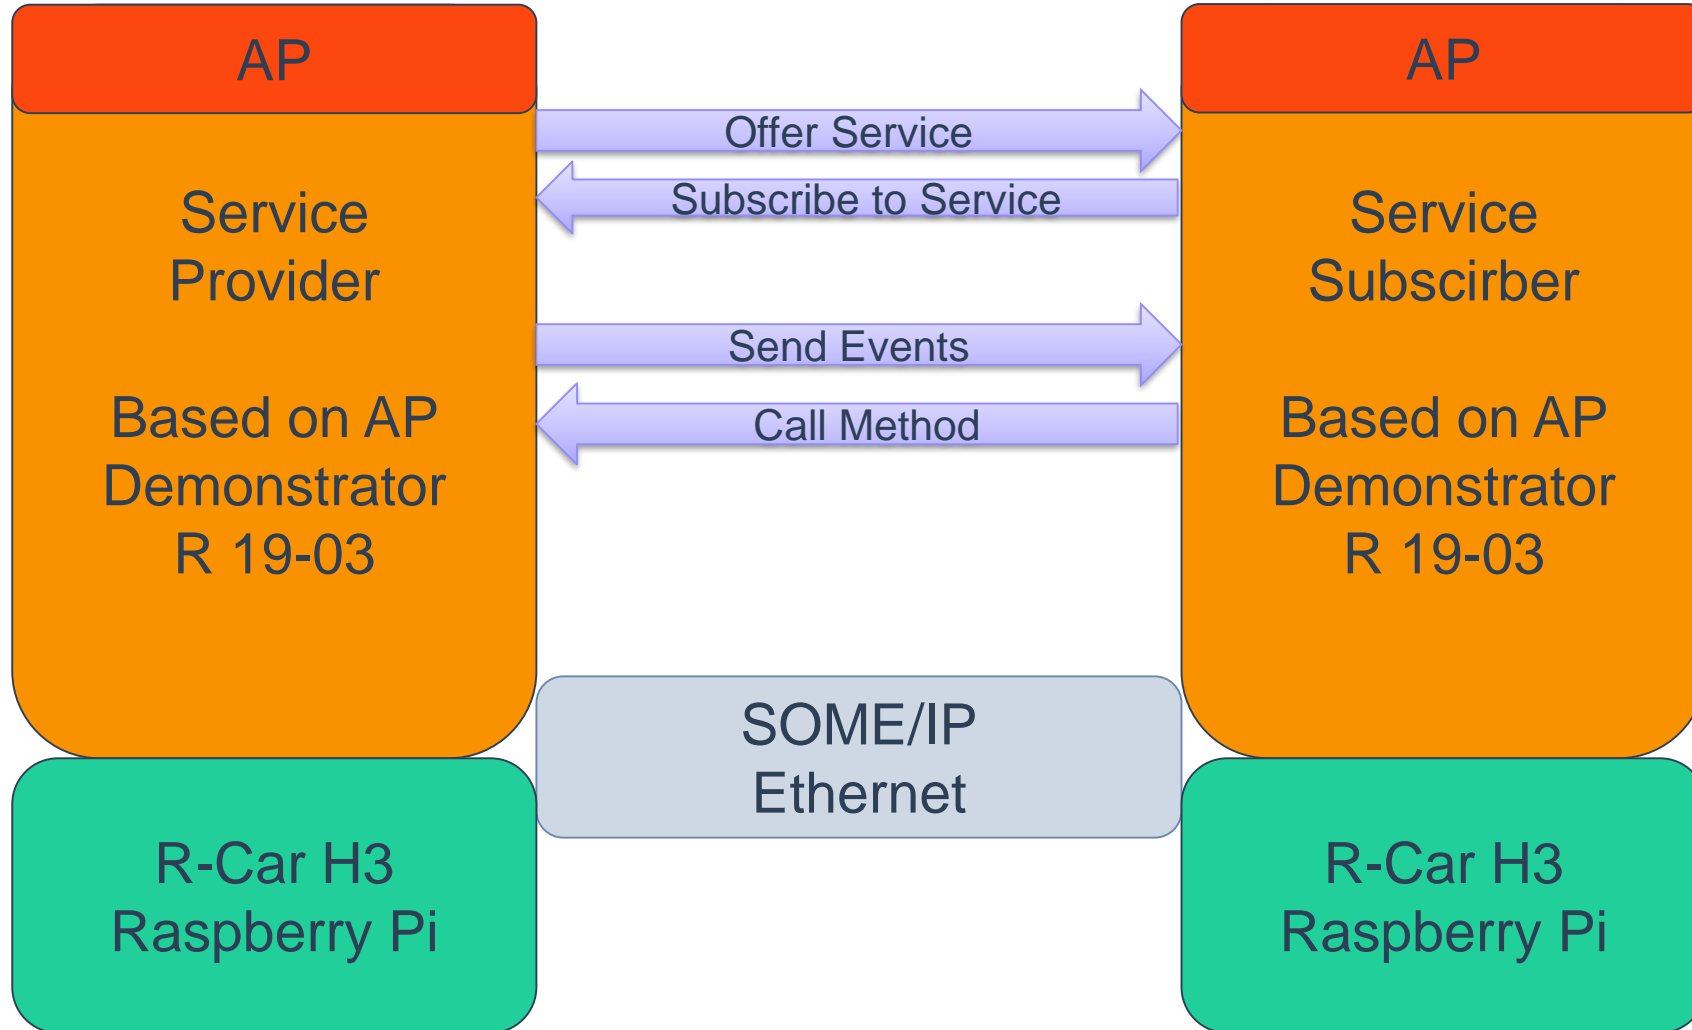 AP
Service
Provider
Based on AP
Demonstrator
R 19-03
R-Car H3
Raspberry Pi
Offer Service
Subscribe to Service
Send Events
Call Method
SOME/IP
Ethernet
AP
Service
Subscirber
Based on AP
Demonstrator
R 19-03
R-Car H3
Raspberry Pi